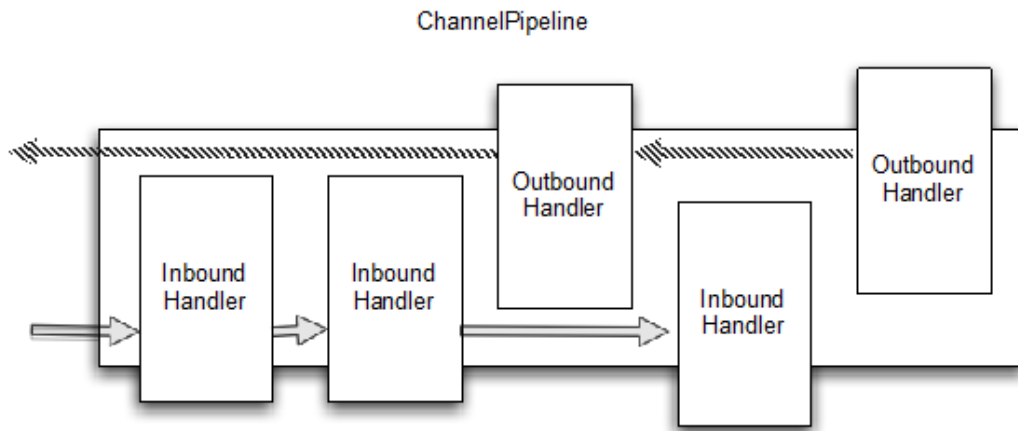 ChannelPipeline
Inbound
Handler
Inbound
Handler
Outbound
Handler
Inbound
Handler
Outbound
Handler